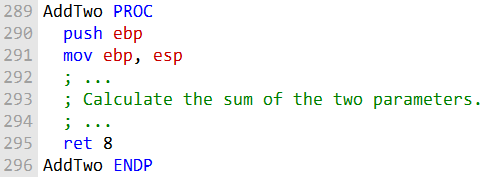 289 AddTwo PROC
290 push ebp
291 mov ebp, esp
292 ; ...
293 ; Calculate the sum of the two parameters.
294 ; ...
295 ret 8
296 AddTwo ENDP